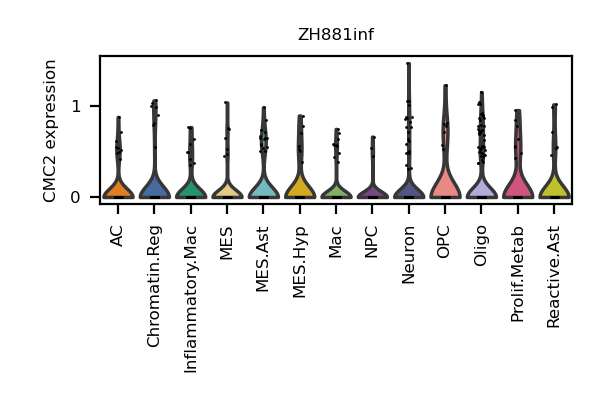 ZH881inf
CMC2 expression
1
0
AC
Chromatin.Reg
Inflammatory.Mac
MES
MES.Ast
MES.Hyp
Mac
NPC
Neuron
OPC
Oligo
Prolif.Metab
Reactive.Ast